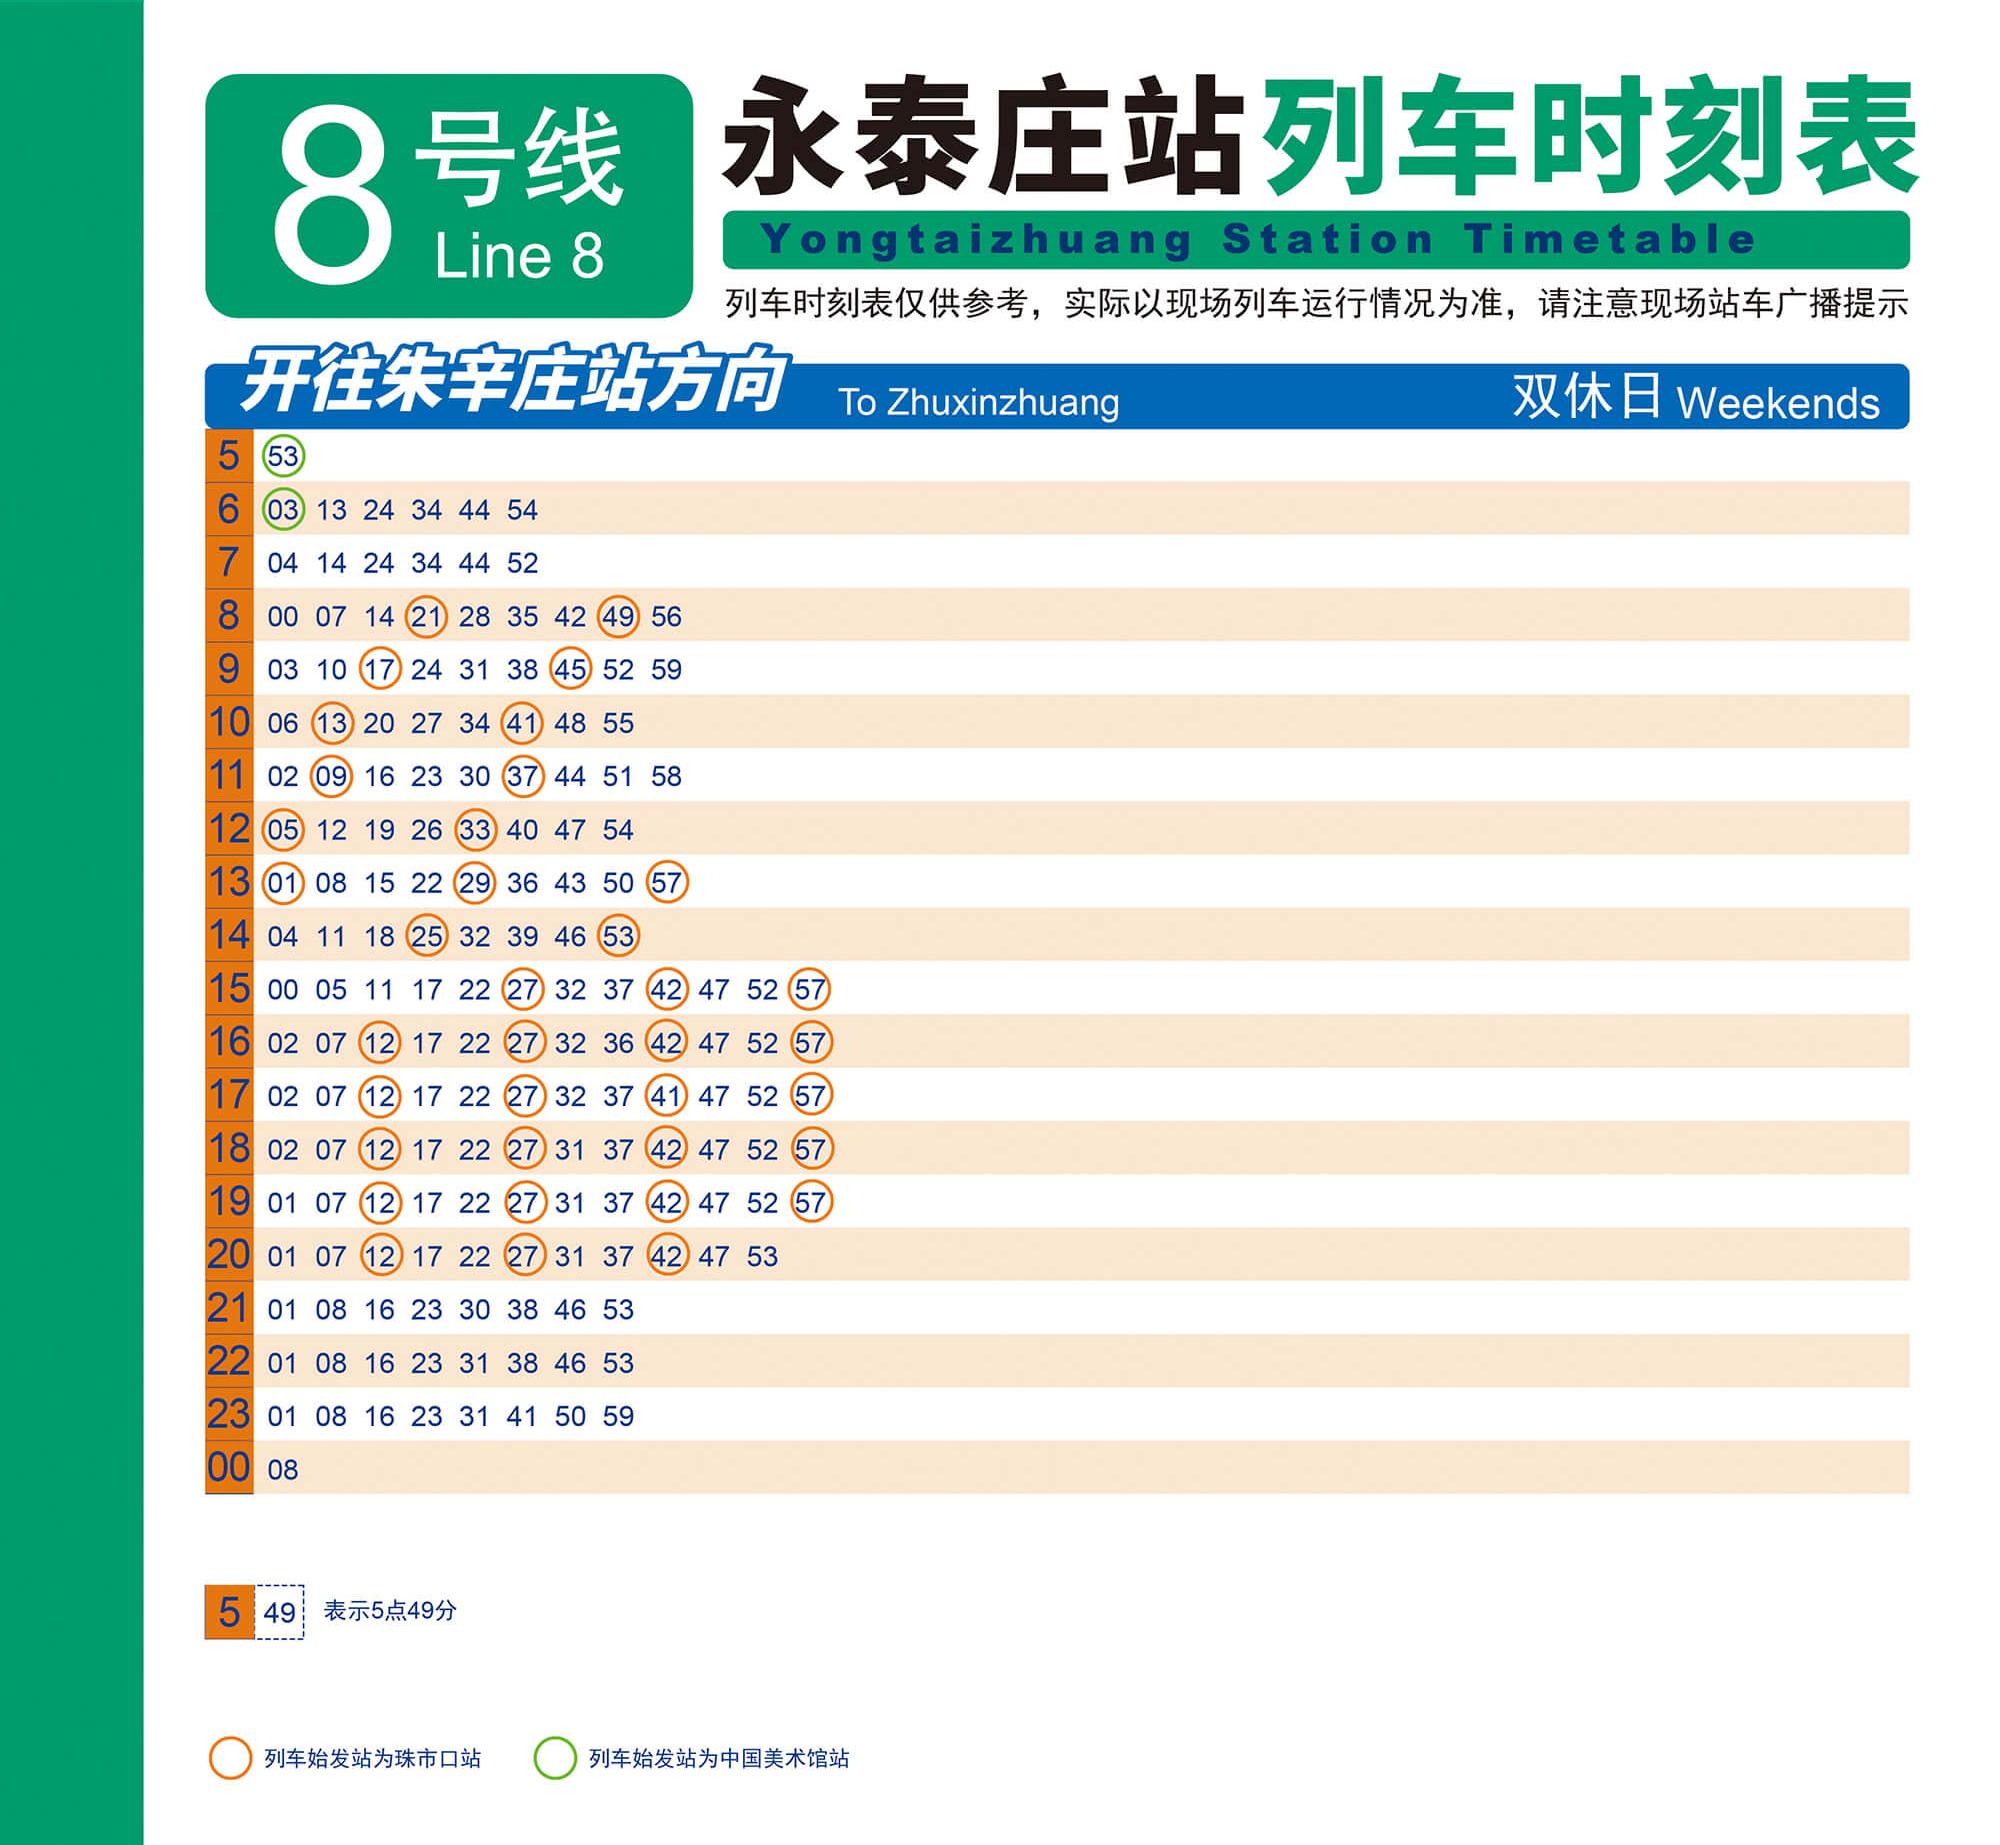 8号线
Line 8
永泰庄站列车时刻表
Yongtaizhuang Station Timetable
列车时刻表仅供参考，实际以现场列车运行情况为准，请注意现场站车广播提示
开往朱辛庄站方向 To Zhuxinzhuang 双休日 Weekends
5 53
6 03 13 24 34 44 54
7 04 14 24 34 44 52
8 00 07 14 21 28 35 42 49 56
9 03 10 17 24 31 38 45 52 59
10 06 13 20 27 34 41 48 55
11 02 09 16 23 30 37 44 51 58
12 05 12 19 26 33 40 47 54
13 01 08 15 22 29 36 43 50 57
14 04 11 18 25 32 39 46 53
15 00 05 11 17 22 27 32 37 42 47 52 57
16 02 07 12 17 22 27 32 36 42 47 52 57
17 02 07 12 17 22 27 32 37 41 47 52 57
18 02 07 12 17 22 27 31 37 42 47 52 57
19 01 07 12 17 22 27 31 37 42 47 52 57
20 01 07 12 17 22 27 31 37 42 47 53
21 01 08 16 23 30 38 46 53
22 01 08 16 23 31 38 46 53
23 01 08 16 23 31 41 50 59
00 08
5 49 表示5点49分
列车始发站为珠市口站 列车始发站为中国美术馆站